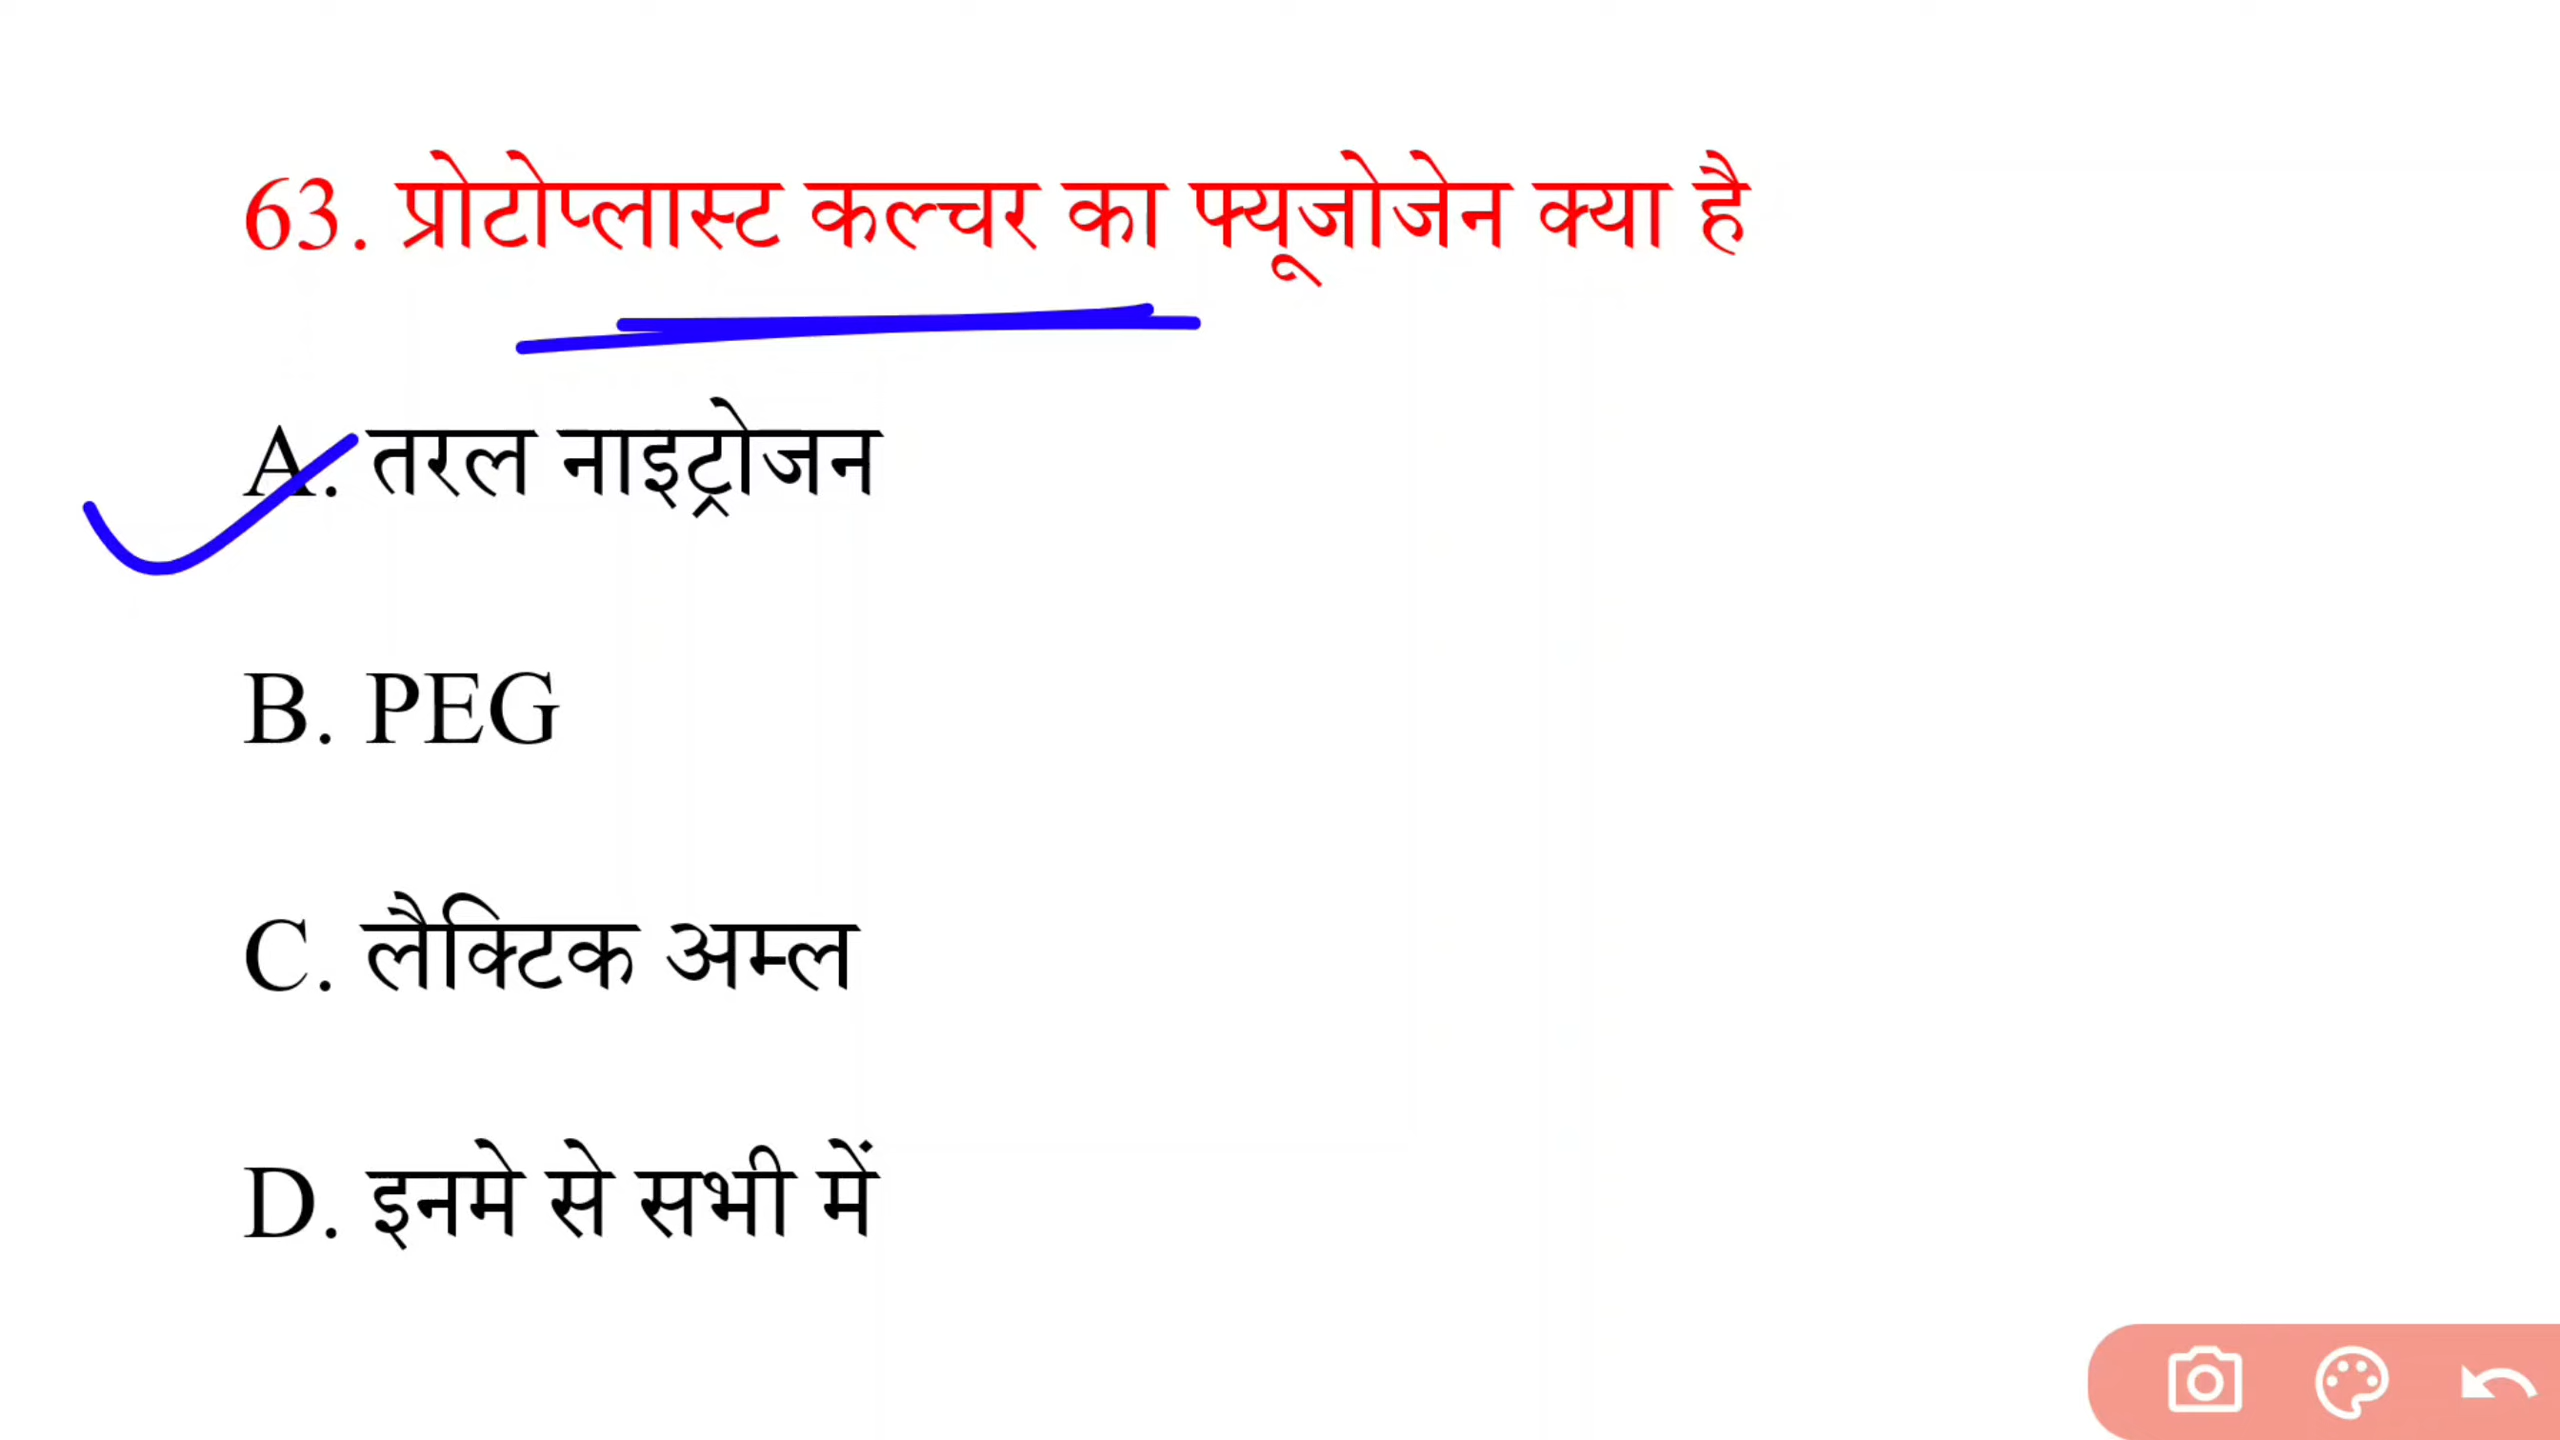 63. प्रोटोप्लास्ट कल्चर का फ्यूजोजेन क्या है
A. तरल नाइट्रोजन
B. PEG
C. लैक्टिक अम्ल
D. इनमे से सभी में